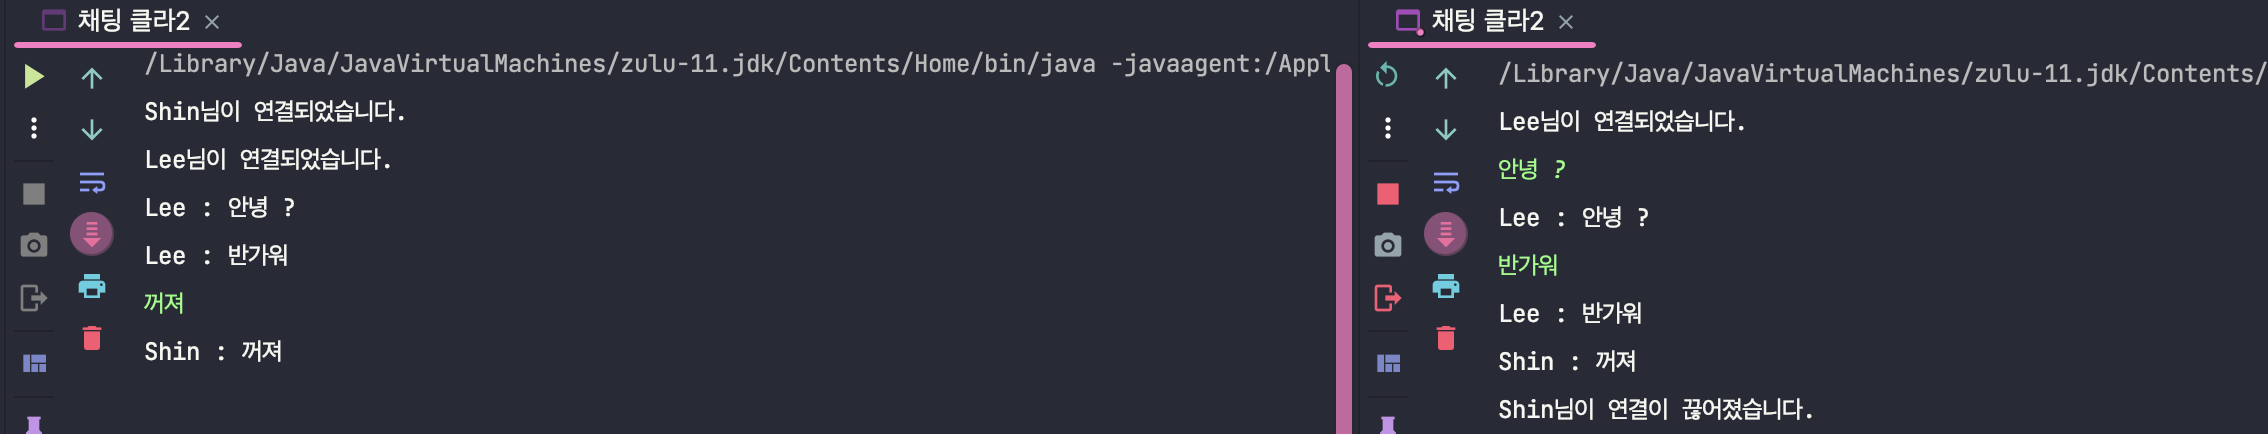 채팅 클라2
/Library/Java/JavaVirtualMachines/zulu-11.jdk/Contents/Home/bin/java -javaagent:/Appl
Shin님이 연결되었습니다.
Lee님이 연결되었습니다.
Lee : 안녕 ?
Lee : 반가워
꺼져
Shin : 꺼져
채팅 클라2
/Library/Java/JavaVirtualMachines/zulu-11.jdk/Contents/
Lee님이 연결되었습니다.
안녕 ?
Lee : 안녕 ?
반가워
Lee : 반가워
Shin : 꺼져
Shin님이 연결이 끊어졌습니다.